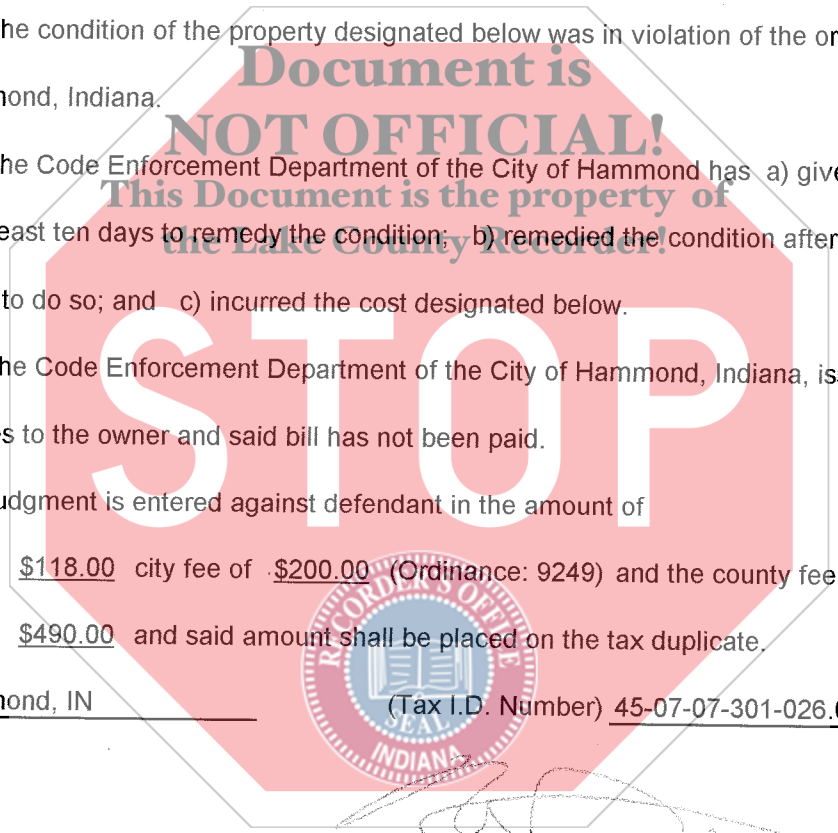 he condition of the property designated below was in violation of the or
Document is
nond, Indiana.
NOT OFFICIAL!
he Code Enforcement Department of the City of Hammond has a) give
This Document is the property of
east ten days to remedy the condition; b) remedied the condition after
the Lake County Recorder!
to do so; and c) incurred the cost designated below.
STOP
he Code Enforcement Department of the City of Hammond, Indiana, is
s to the owner and said bill has not been paid.
udgment is entered against defendant in the amount of
$118.00 city fee of $200.00 (Ordinance: 9249) and the county fee
$490.00 and said amount shall be placed on the tax duplicate.
RECORDER'S OFFICE
SEAL
INDIANA
nond, IN (Tax I.D. Number) 45-07-07-301-026.